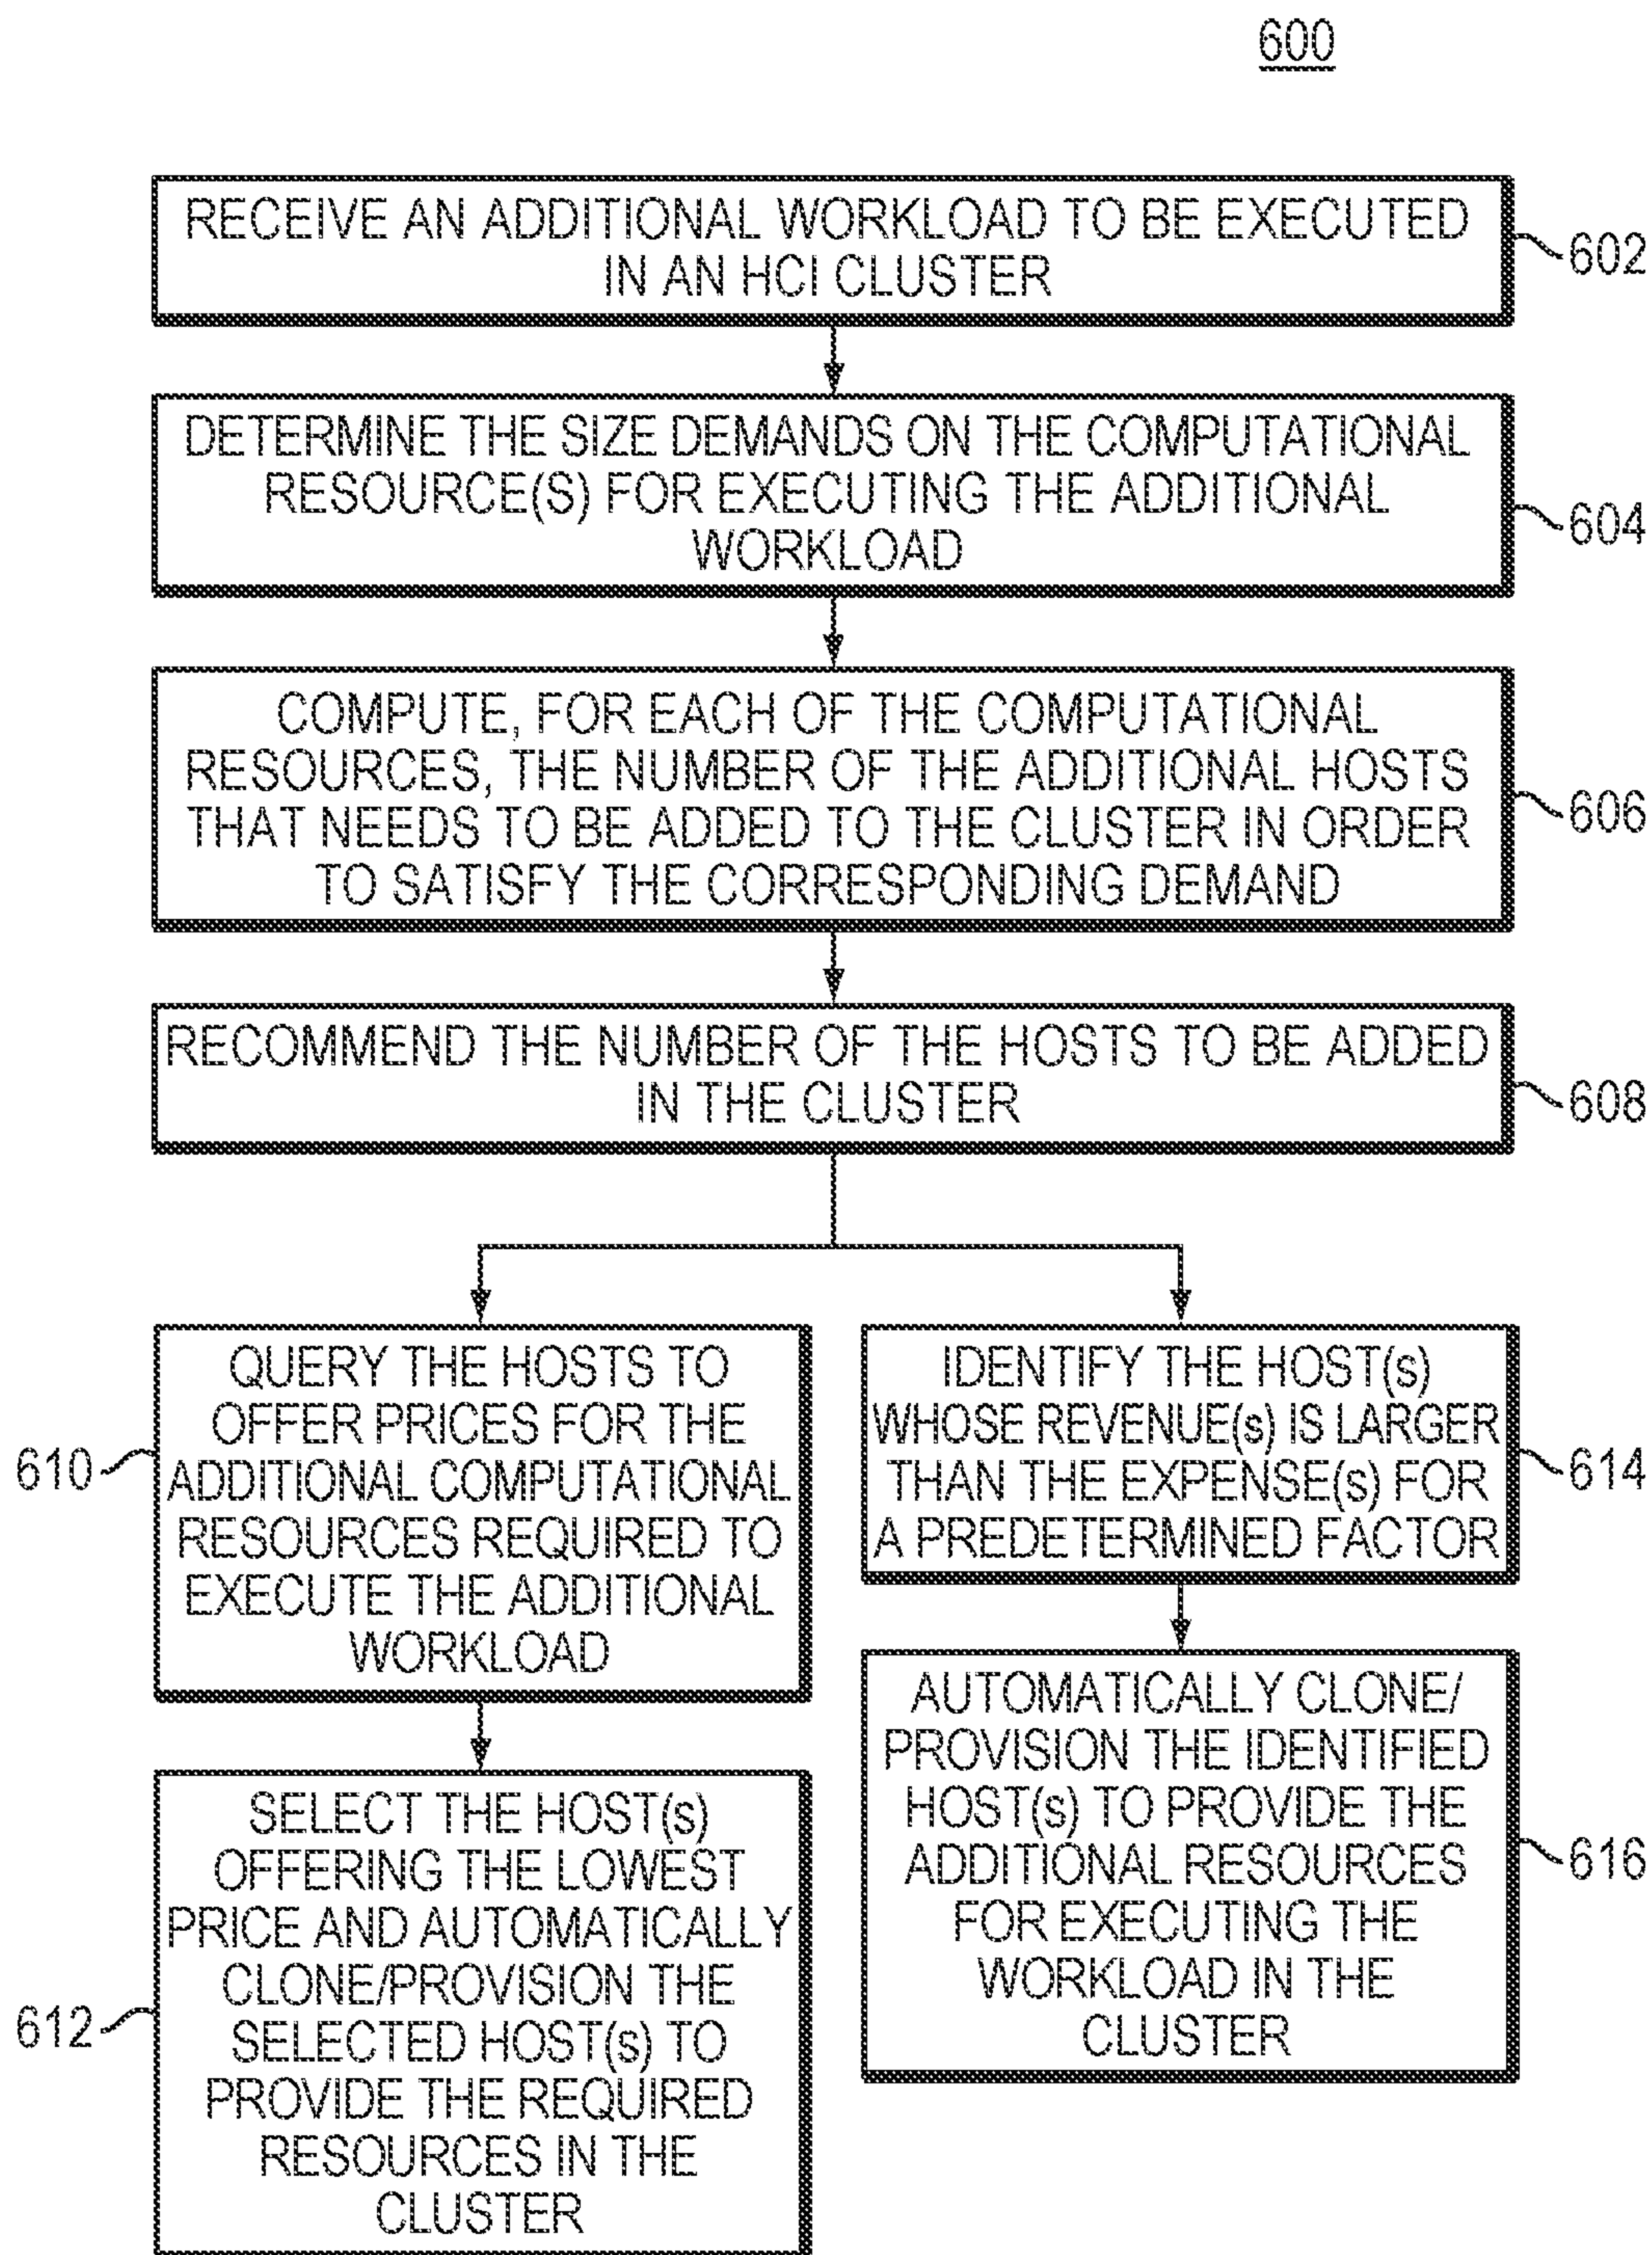 600
RECEIVE AN ADDITIONAL WORKLOAD TO BE EXECUTED
IN AN HCI CLUSTER
602
DETERMINE THE SIZE DEMANDS ON THE COMPUTATIONAL
RESOURCE(S) FOR EXECUTING THE ADDITIONAL
WORKLOAD
604
COMPUTE, FOR EACH OF THE COMPUTATIONAL
RESOURCES, THE NUMBER OF THE ADDITIONAL HOSTS
THAT NEEDS TO BE ADDED TO THE CLUSTER IN ORDER
TO SATISFY THE CORRESPONDING DEMAND
606
RECOMMEND THE NUMBER OF THE HOSTS TO BE ADDED
IN THE CLUSTER
608
QUERY THE HOSTS TO
OFFER PRICES FOR THE
ADDITIONAL COMPUTATIONAL
RESOURCES REQUIRED TO
EXECUTE THE ADDITIONAL
WORKLOAD
610
SELECT THE HOST(s)
OFFERING THE LOWEST
PRICE AND AUTOMATICALLY
CLONE/PROVISION THE
SELECTED HOST(s) TO
PROVIDE THE REQUIRED
RESOURCES IN THE
CLUSTER
612
IDENTIFY THE HOST(s)
WHOSE REVENUE(s) IS LARGER
THAN THE EXPENSE(s) FOR
A PREDETERMINED FACTOR
614
AUTOMATICALLY CLONE/
PROVISION THE IDENTIFIED
HOST(s) TO PROVIDE THE
ADDITIONAL RESOURCES
FOR EXECUTING THE
WORKLOAD IN THE
CLUSTER
616